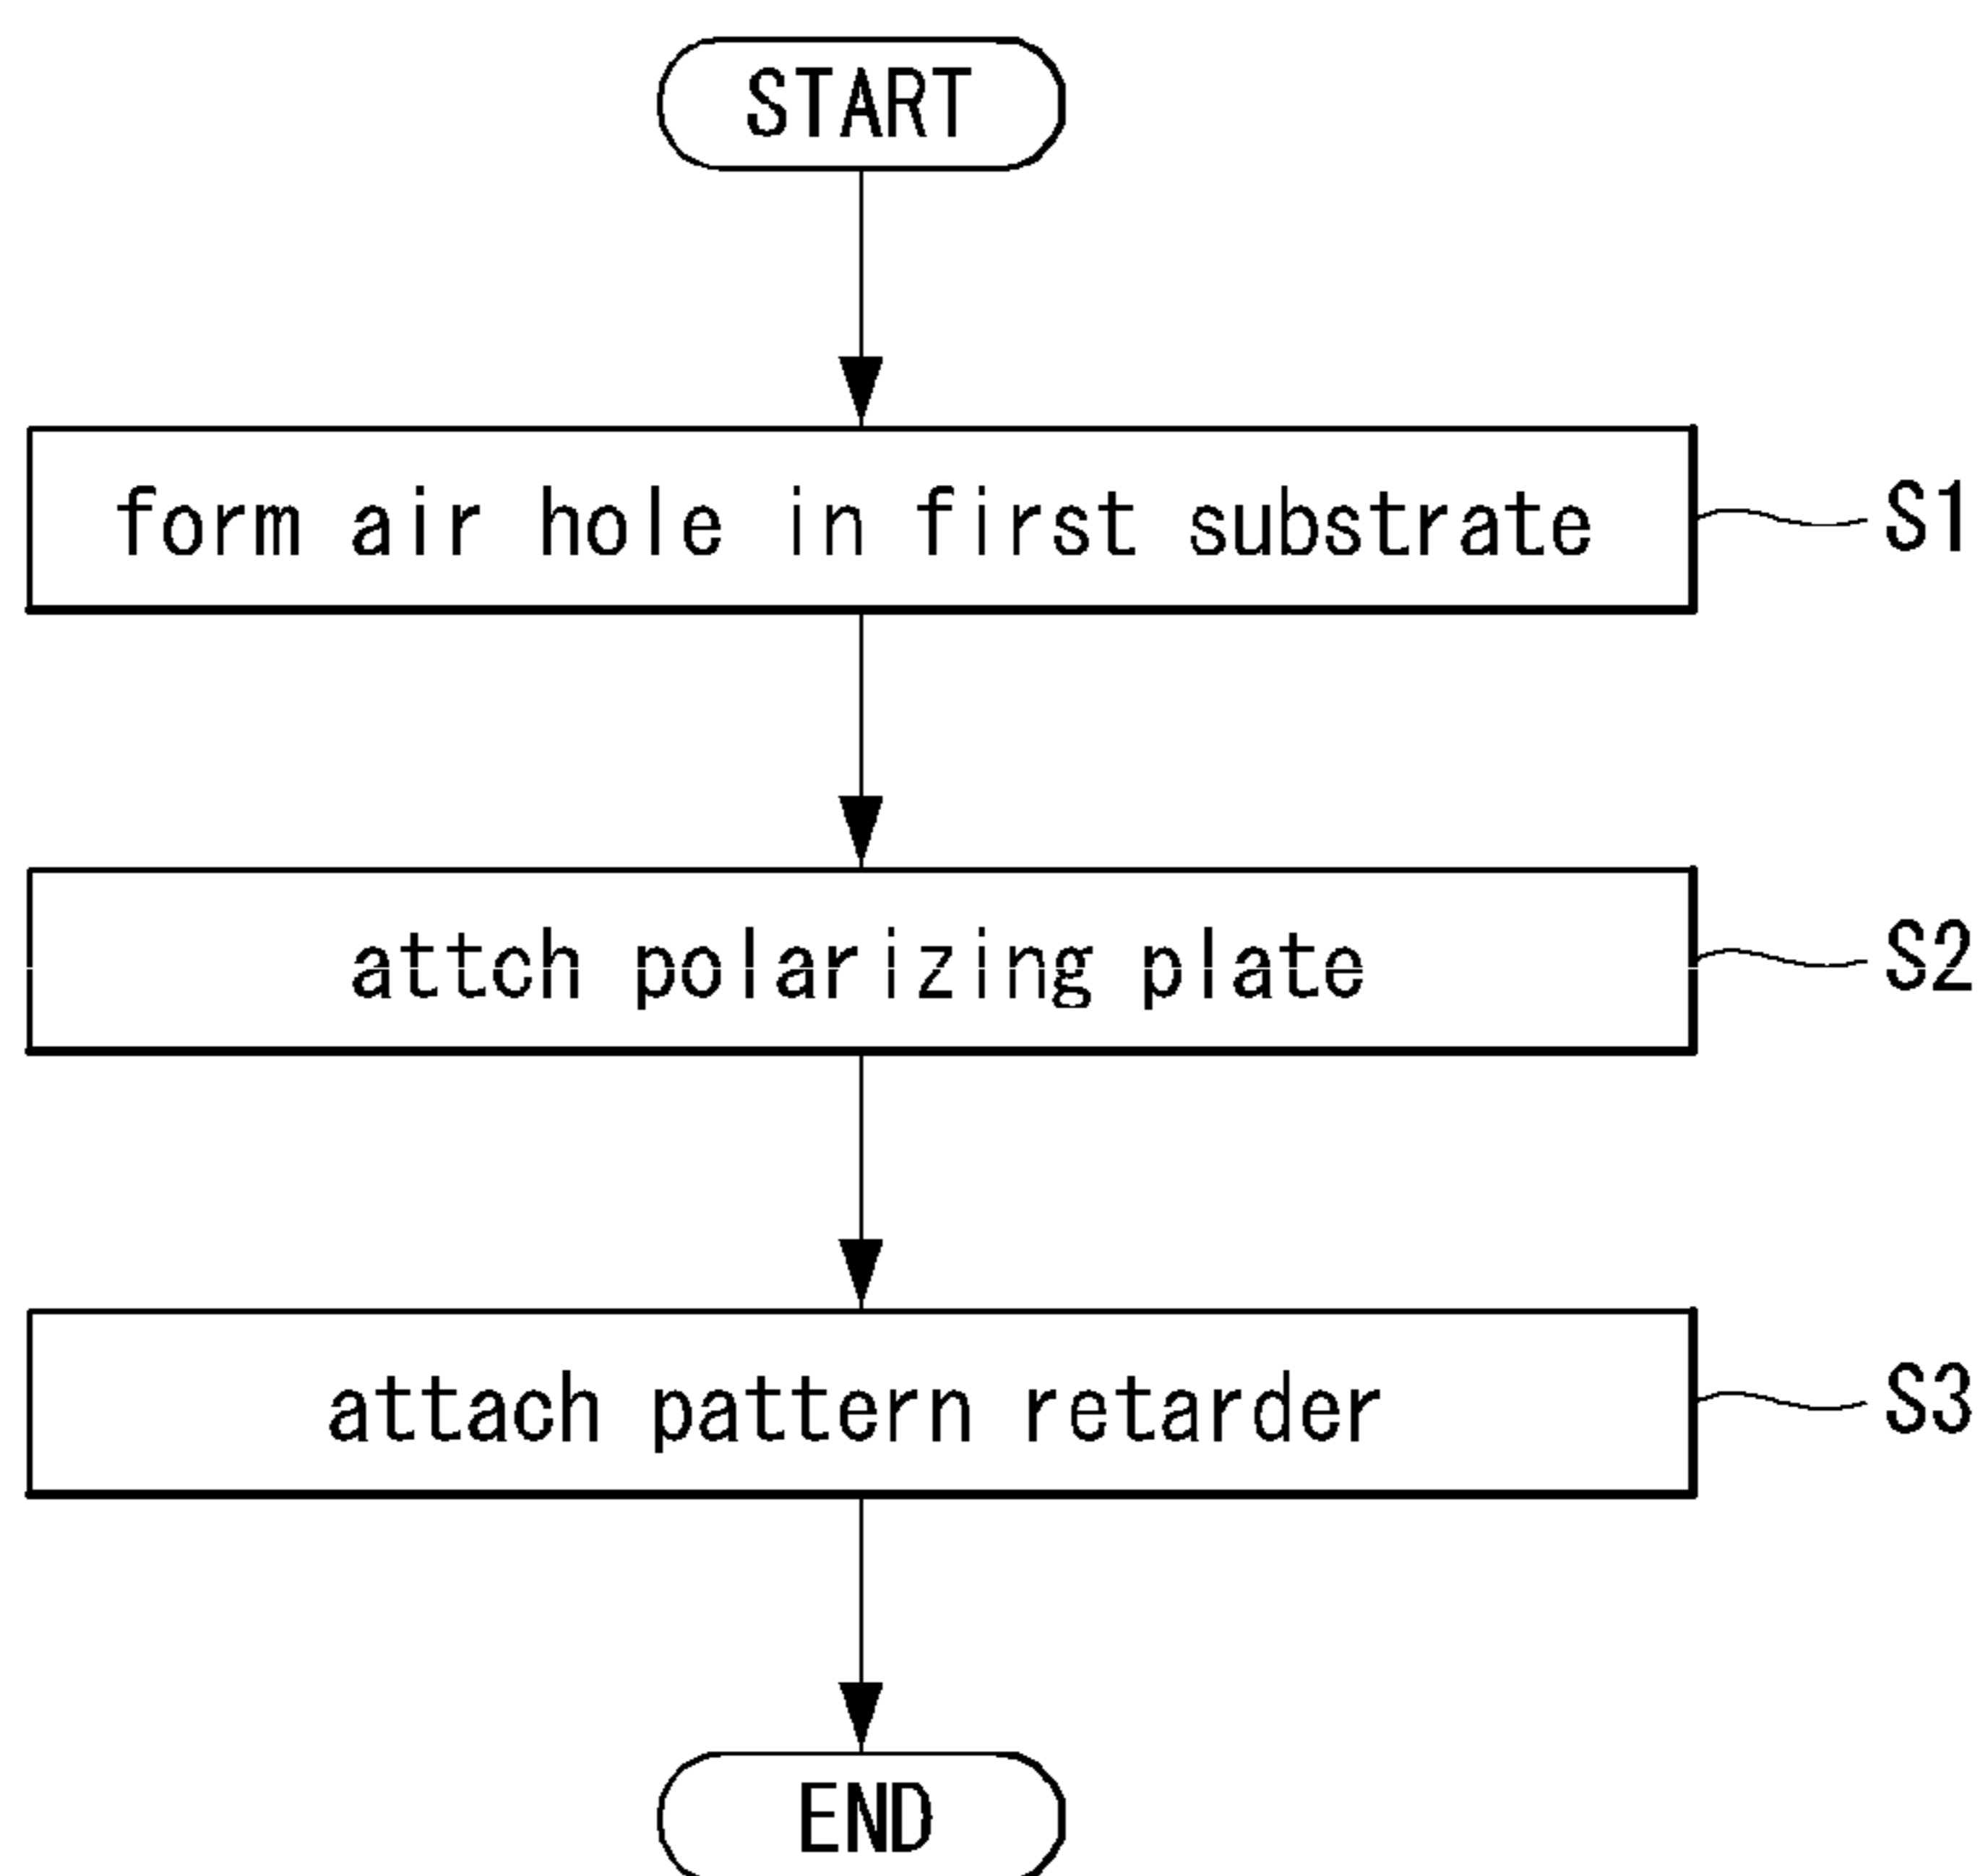 START
form air hole in first substrate
S1
attch polarizing plate
S2
attach pattern retarder
S3
END